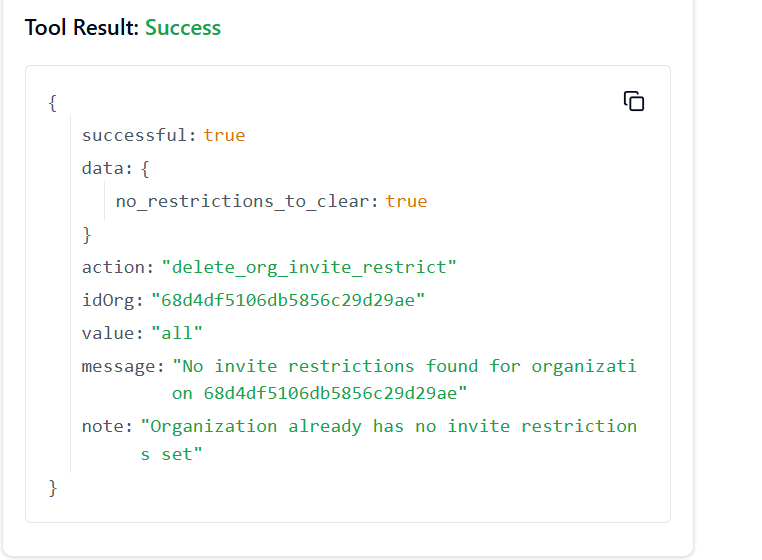 Tool Result: Success
{
successful: true
data: {
no_restrictions_to_clear: true
}
action: "delete_org_invite_restrict"
idOrg: "68d4df5106db5856c29d29ae"
value: "all"
message: "No invite restrictions found for organizati
on 68d4df5106db5856c29d29ae"
note: "Organization already has no invite restriction
s set"
}